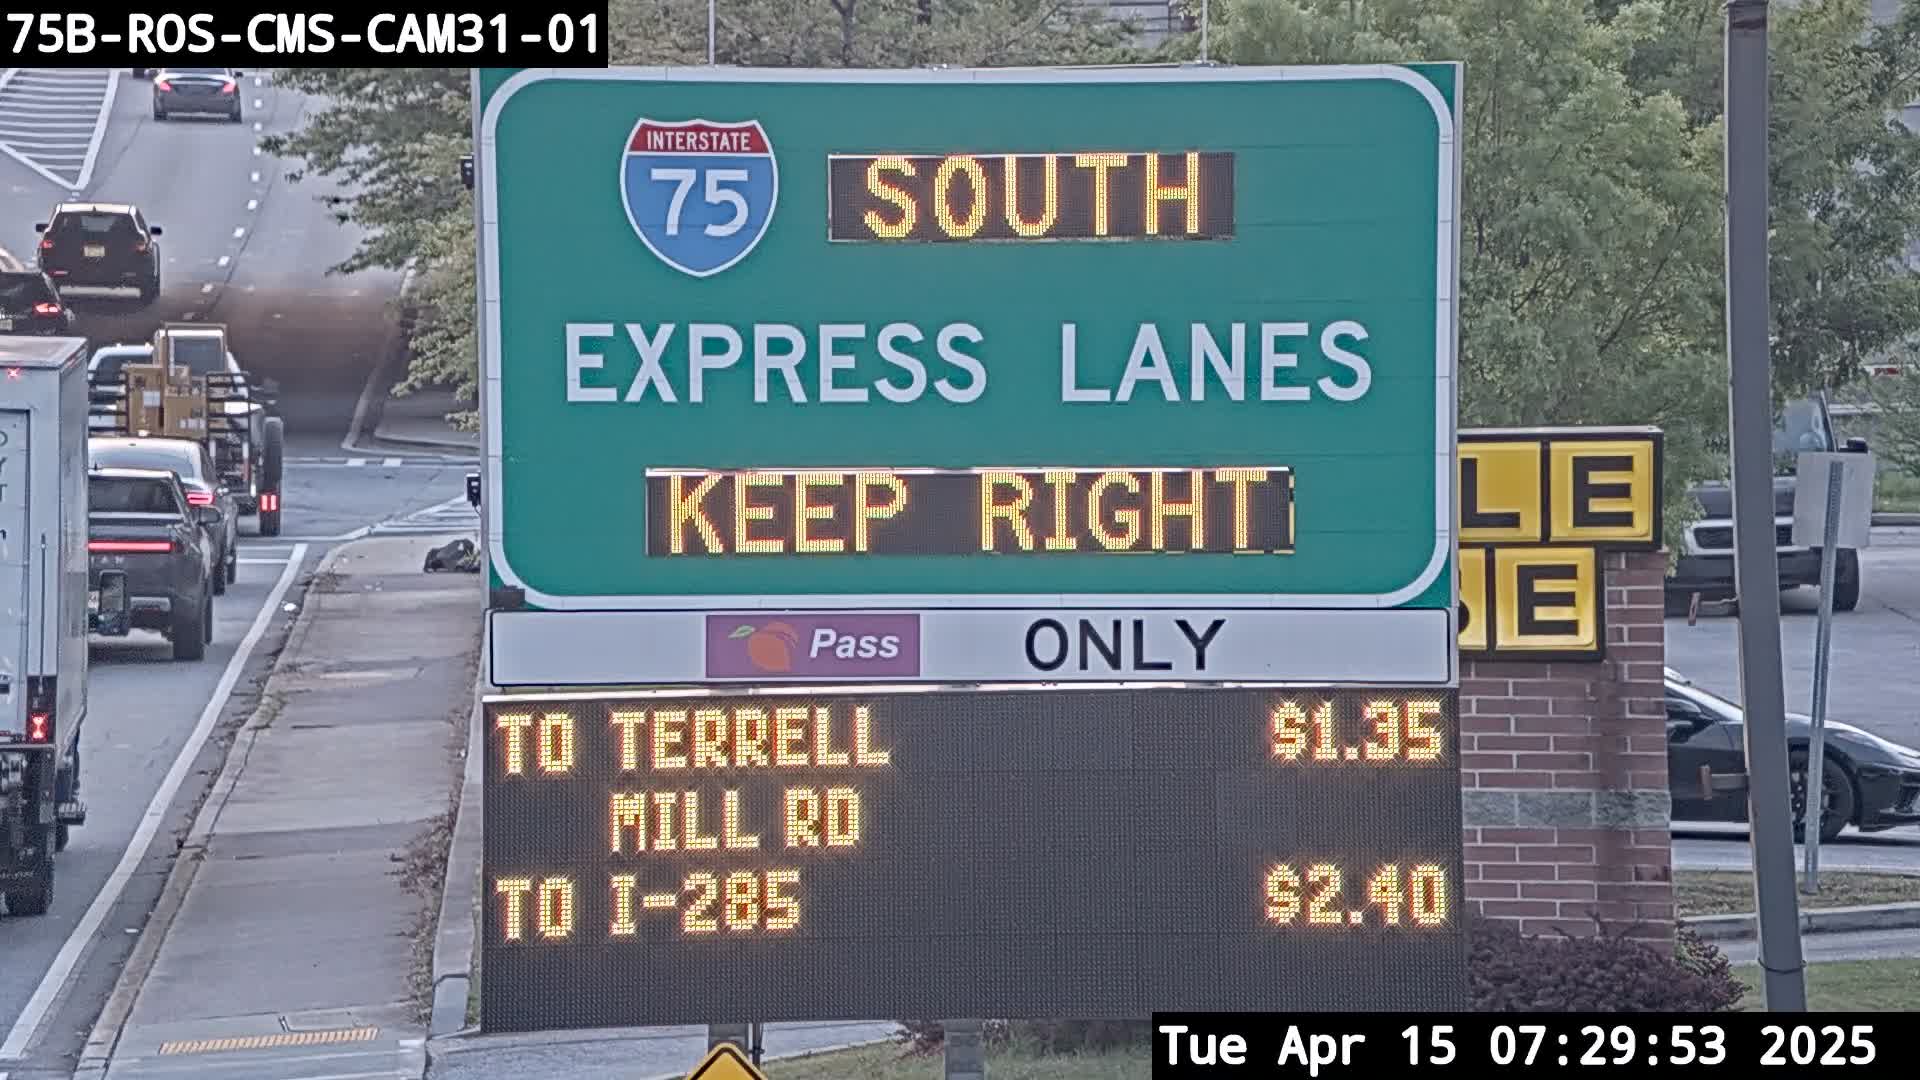 75B-ROS-CMS-CAM31-01
INTERSTATE
75
SOUTH
EXPRESS LANES
KEEP RIGHT
Pass ONLY
TO TERRELL $1.35
MILL RD
TO I-285 $2.40
LE
E
Tue Apr 15 07:29:53 2025